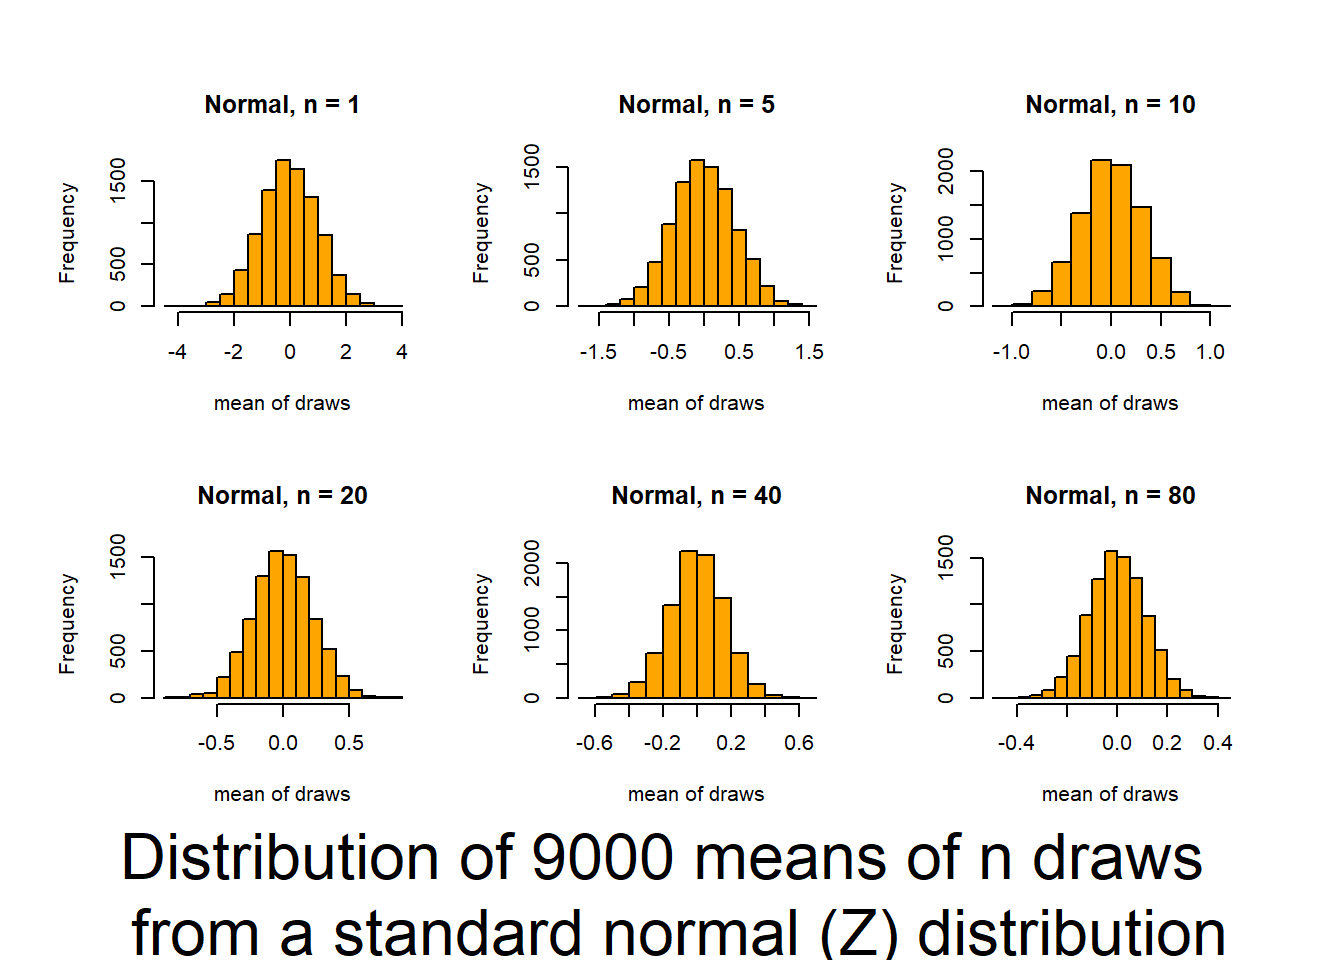 Normal, n = 1
Frequency
0 500 1500
-4 -2 0 2 4
mean of draws
Normal, n = 5
Frequency
0 500 1500
-1.5 -0.5 0.5 1.5
mean of draws
Normal, n = 10
Frequency
0 1000 2000
-1.0 0.0 0.5 1.0
mean of draws
Normal, n = 20
Frequency
0 500 1500
-0.5 0.0 0.5
mean of draws
Normal, n = 40
Frequency
0 1000 2000
-0.6 -0.2 0.2 0.6
mean of draws
Normal, n = 80
Frequency
0 500 1500
-0.4 0.0 0.2 0.4
mean of draws
Distribution of 9000 means of n draws
from a standard normal (Z) distribution